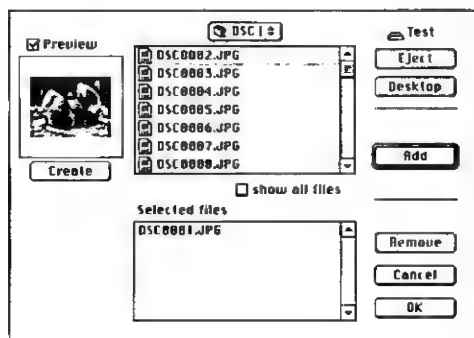 DSC
Test
Preview
DSC0002.JPG
DSC0003.JPG
DSC0004.JPG
DSC0005.JPG
DSC0006.JPG
DSC0007.JPG
DSC0008.JPG
Eject
Desktop
Add
Create
show all files
Selected files
DSC0001.JPG
Remove
Cancel
OK